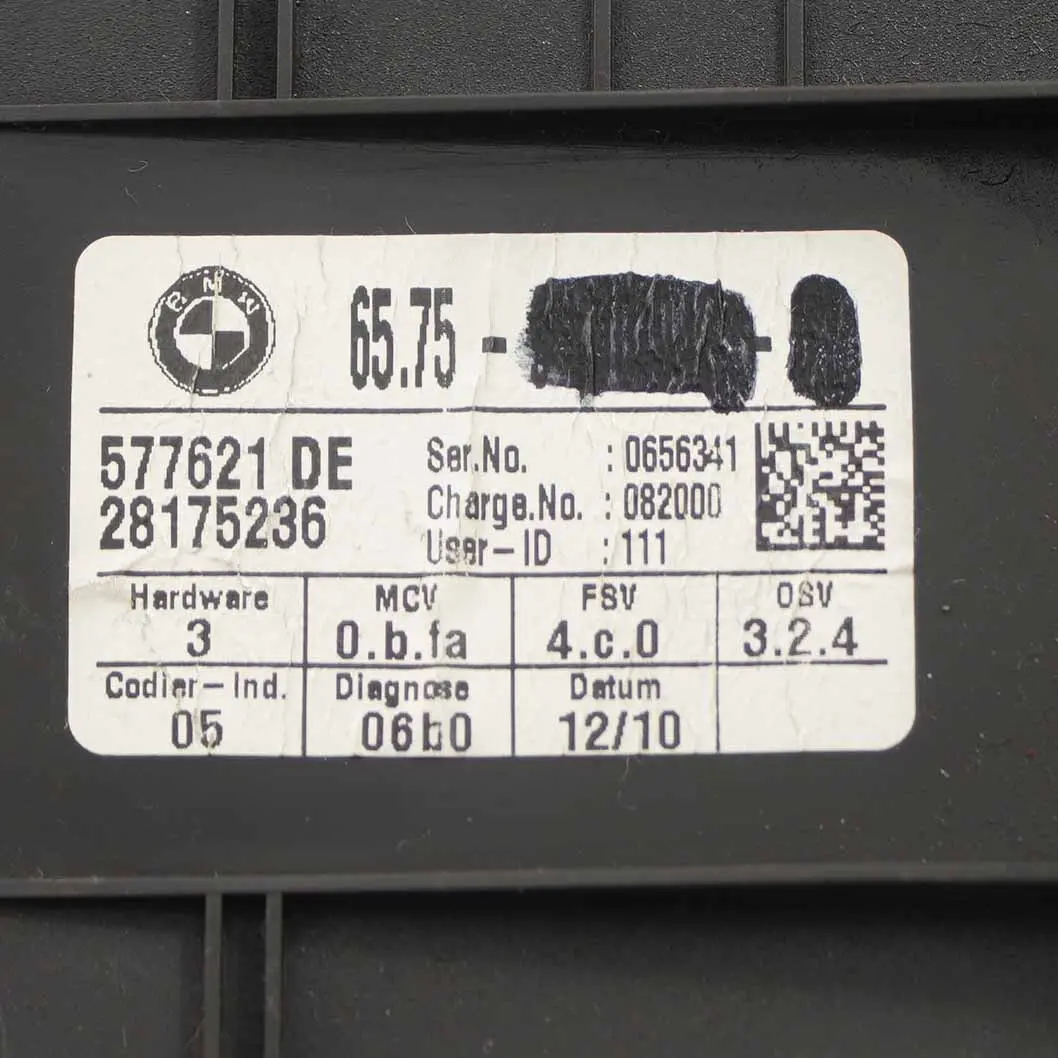 BMW
65.75 - -
577621 DE
28175236
Ser.No. : 0656341
Charge.No. : 082000
User-ID : 111
Hardware MCV FSV OSV
3 0.b.fa 4.c.0 3.2.4
Codier-Ind. Diagnose Datum
05 06b0 12/10